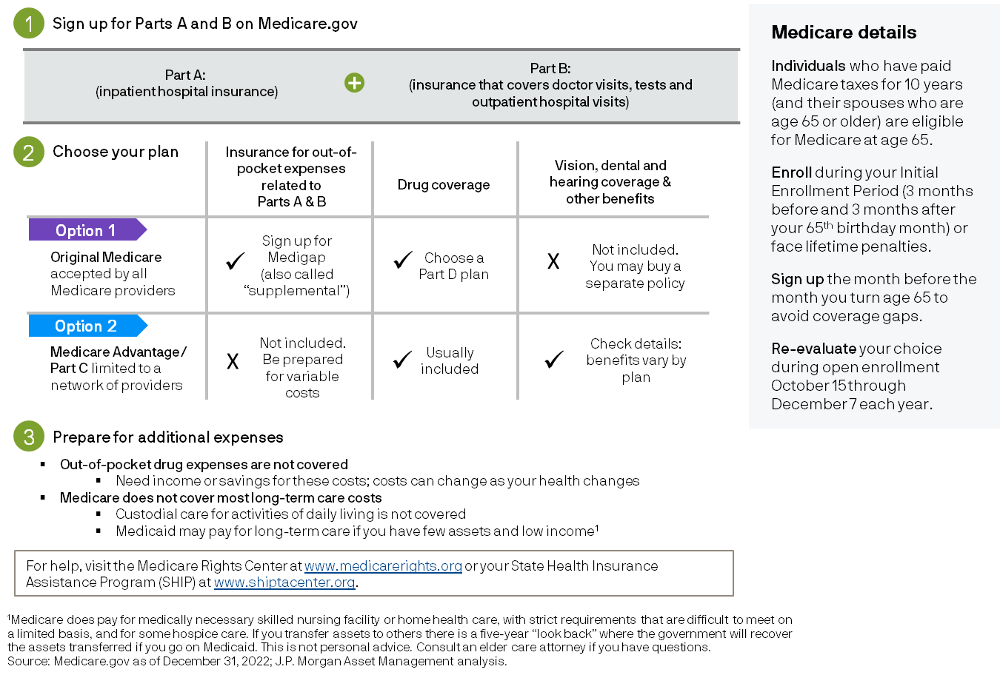 1 Sign up for Parts A and B on Medicare.gov
Part A:
(inpatient hospital insurance)
+
Part B:
(insurance that covers doctor visits, tests and
outpatient hospital visits)
2 Choose your plan
Insurance for out-of-
pocket expenses
related to
Parts A & B
Drug coverage
Vision, dental and
hearing coverage &
other benefits
Option 1
Original Medicare
accepted by all
Medicare providers
✓
Sign up for
Medigap
(also called
“supplemental”)
✓
Choose a
Part D plan
X
Not included.
You may buy a
separate policy
Option 2
Medicare Advantage/
Part C limited to a
network of providers
X
Not included.
Be prepared
for variable
costs
✓
Usually
included
✓
Check details:
benefits vary by
plan
3 Prepare for additional expenses
▪ Out-of-pocket drug expenses are not covered
▪ Need income or savings for these costs; costs can change as your health changes
▪ Medicare does not cover most long-term care costs
▪ Custodial care for activities of daily living is not covered
▪ Medicaid may pay for long-term care if you have few assets and low income¹
For help, visit the Medicare Rights Center at www.medicarerights.org or your State Health Insurance
Assistance Program (SHIP) at www.shiptacenter.org.
¹Medicare does pay for medically necessary skilled nursing facility or home health care, with strict requirements that are difficult to meet on
a limited basis, and for some hospice care. If you transfer assets to others there is a five-year “look back” where the government will recover
the assets transferred if you go on Medicaid. This is not personal advice. Consult an elder care attorney if you have questions.
Source: Medicare.gov as of December 31, 2022; J.P. Morgan Asset Management analysis.
Medicare details
Individuals who have paid
Medicare taxes for 10 years
(and their spouses who are
age 65 or older) are eligible
for Medicare at age 65.
Enroll during your Initial
Enrollment Period (3 months
before and 3 months after
your 65th birthday month) or
face lifetime penalties.
Sign up the month before the
month you turn age 65 to
avoid coverage gaps.
Re-evaluate your choice
during open enrollment
October 15 through
December 7 each year.